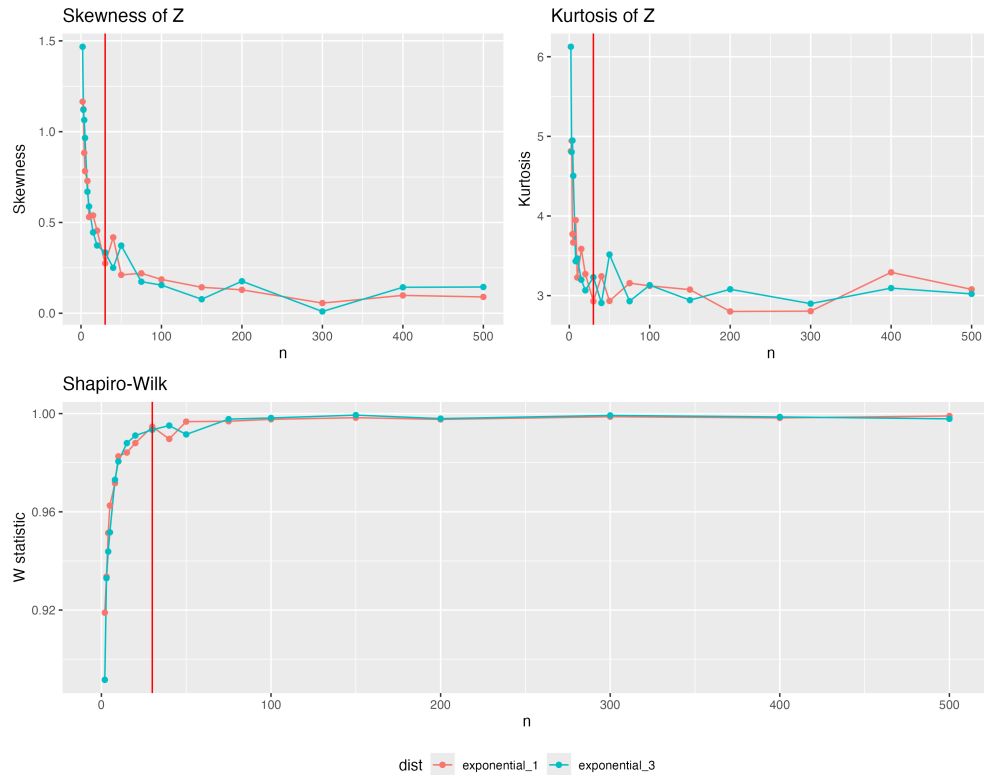 Skewness of Z
1.5
1.0
0.5
0.0
Skewness
0
100
200
300
400
500
n
Kurtosis of Z
6
5
4
3
Kurtosis
0
100
200
300
400
500
n
Shapiro-Wilk
1.00
0.96
0.92
W statistic
0
100
200
300
400
500
n
dist exponential_1 exponential_3